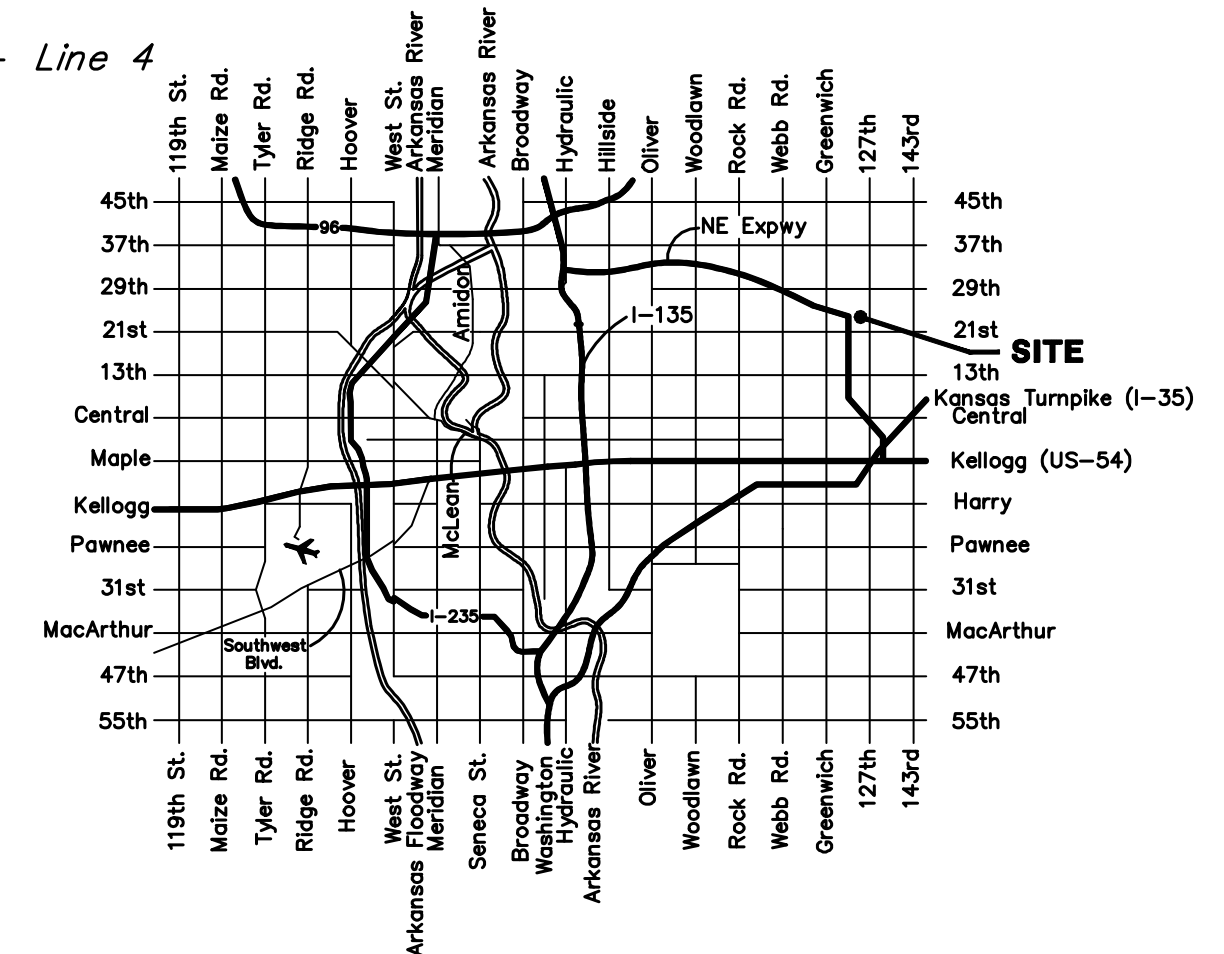 - Line 4
119th St.
Maize Rd.
Tyler Rd.
Ridge Rd.
Hoover
West St.
Arkansas River
Meridian
Arkansas River
Broadway
Hydraulic
Hillside
Oliver
Woodlawn
Rock Rd.
Webb Rd.
Greenwich
127th
143rd
45th
45th
96
NE Expwy
37th
37th
29th
29th
Amidon
I-135
21st
21st
SITE
13th
13th
Kansas Turnpike (I-35)
Central
Central
Maple
Kellogg (US-54)
Kellogg
Harry
McLean
Pawnee
Pawnee
31st
31st
I-235
MacArthur
MacArthur
Southwest
Blvd.
47th
47th
55th
55th
119th St.
Maize Rd.
Tyler Rd.
Ridge Rd.
Hoover
West St.
Arkansas Floodway
Meridian
Seneca St.
Broadway
Washington
Hydraulic
Arkansas River
Oliver
Woodlawn
Rock Rd.
Webb Rd.
Greenwich
127th
143rd